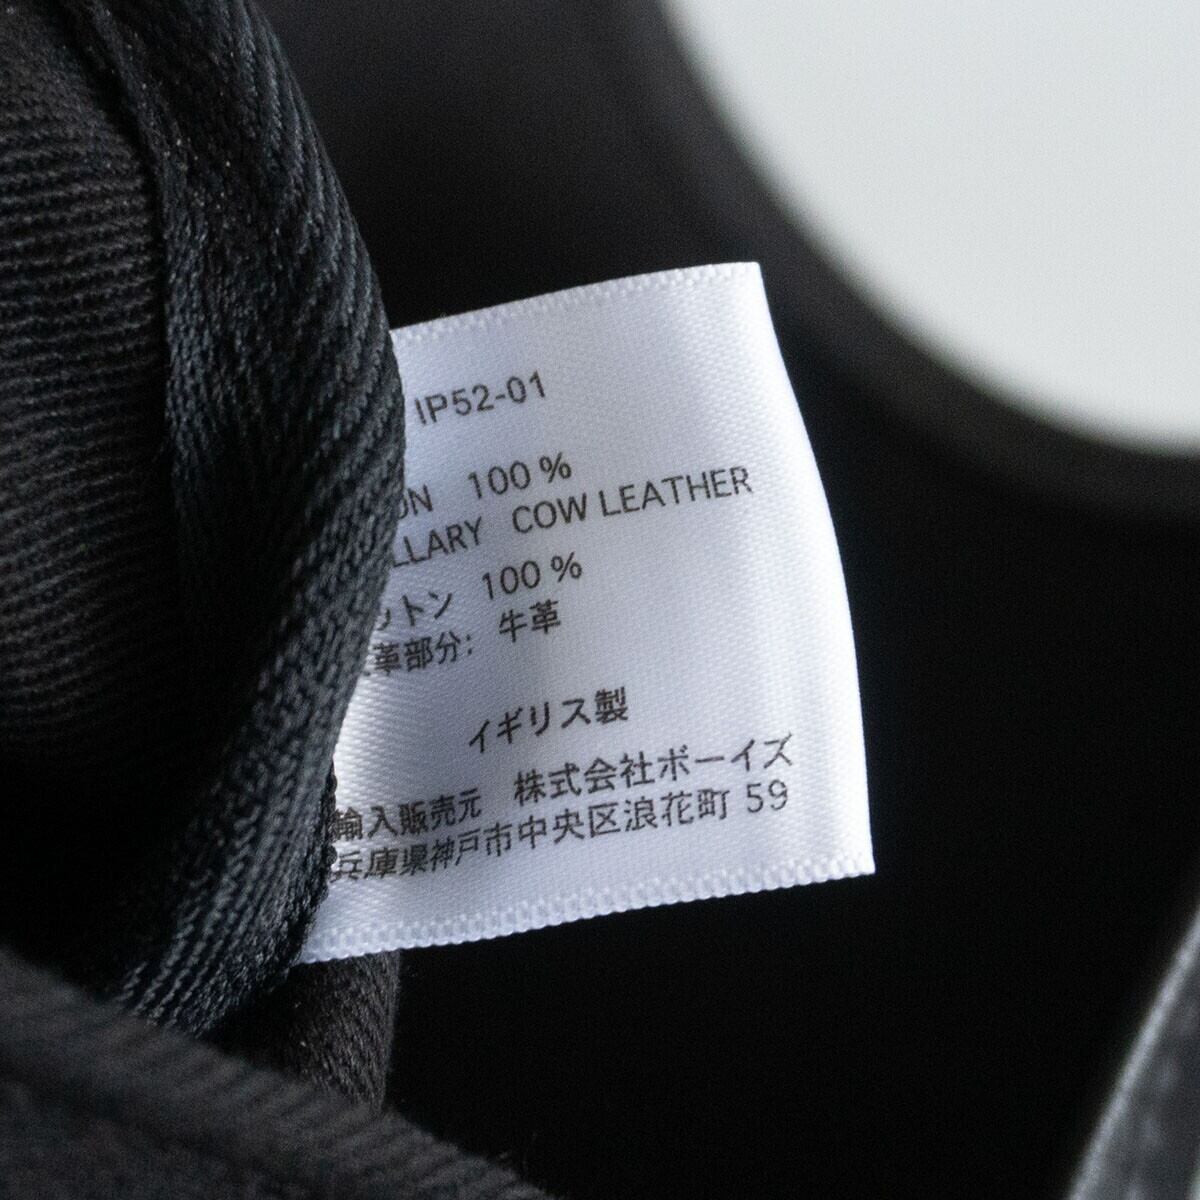 IP52-01
ON 100 %
LLARY COW LEATHER
ットン 100 %
革部分: 牛革
イギリス製
輸入販売元 株式会社ボーイズ
兵庫県神戸市中央区浪花町 59